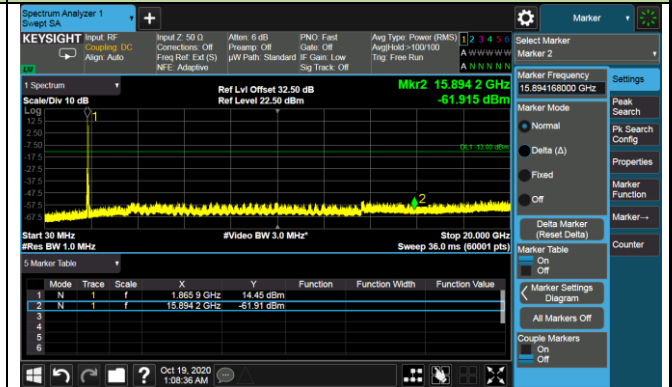 Spectrum Analyzer 1
Swept SA
Marker
KEYSIGHT Input: RF
Coupling: DC
Align: Auto
Input Z: 50 Ω
Corrections: Off
Freq Ref: Ext (S)
NFE: Adaptive
Atten: 6 dB
Preamp: Off
µW Path: Standard
PNO: Fast
Gate: Off
IF Gain: Low
Sig Track: Off
Avg Type: Power (RMS)
Avg|Hold:>100/100
Trig: Free Run
1 2 3 4 5 6
A W W W W W
A N N N N N
Select Marker
Marker 2
1 Spectrum
Scale/Div 10 dB
Ref Lvl Offset 32.50 dB
Ref Level 22.50 dBm
Mkr2 15.894 2 GHz
-61.915 dBm
Log
12.5
2.50
-7.50
-17.5
-27.5
-37.5
-47.5
-57.5
-67.5
1
DL1 -13.00 dBm
2
Start 30 MHz
#Res BW 1.0 MHz
#Video BW 3.0 MHz*
Stop 20.000 GHz
Sweep 36.0 ms (60001 pts)
5 Marker Table
Mode Trace Scale X Y Function Function Width Function Value
1 N 1 f 1.865 9 GHz 14.45 dBm
2 N 1 f 15.894 2 GHz -61.91 dBm
3
4
5
6
Oct 19, 2020
1:08:36 AM
Marker Frequency
15.894168000 GHz
Marker Mode
Normal
Delta (Δ)
Fixed
Off
Delta Marker
(Reset Delta)
Marker Table
On
Off
Marker Settings
Diagram
All Markers Off
Couple Markers
On
Off
Settings
Peak
Search
Pk Search
Config
Properties
Marker
Function
Marker→
Counter